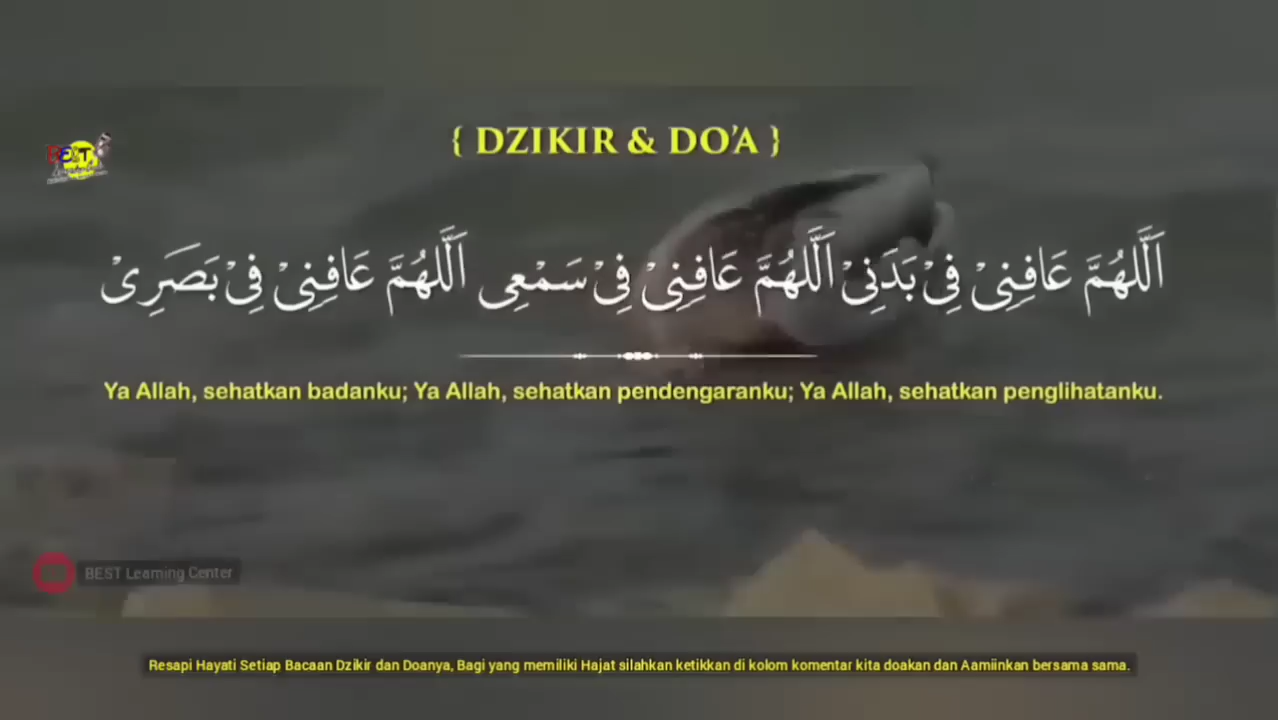 { DZIKIR & DO’A }
BEST
اَللَّهُمَّ عَافِنِيْ فِيْ بَدَنِيْ اَللَّهُمَّ عَافِنِيْ فِيْ سَمْعِى اَللَّهُمَّ عَافِنِيْ فِيْ بَصَرِىْ
Ya Allah, sehatkan badanku; Ya Allah, sehatkan pendengaranku; Ya Allah, sehatkan penglihatanku.
BEST Learning Center
Resapi Hayati Setiap Bacaan Dzikir dan Doanya, Bagi yang memiliki Hajat silahkan ketikkan di kolom komentar kita doakan dan Aamiinkan bersama sama.